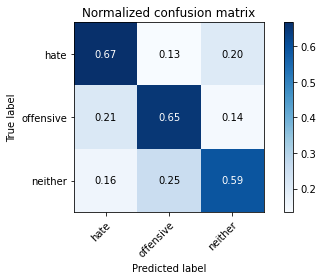 Normalized confusion matrix
True label
hate 0.67 0.13 0.20
offensive 0.21 0.65 0.14
neither 0.16 0.25 0.59
hate offensive neither
Predicted label
0.6
0.5
0.4
0.3
0.2